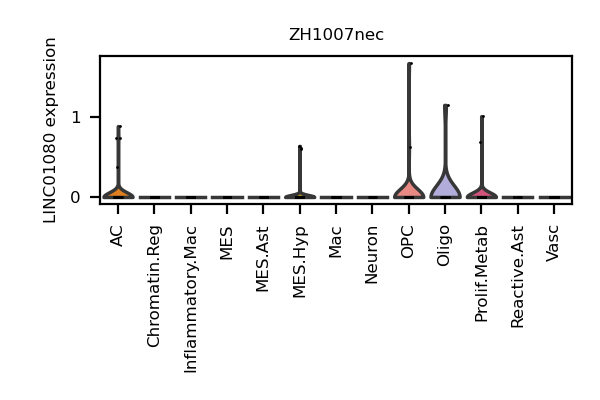 ZH1007nec
LINC01080 expression
1
0
AC
Chromatin.Reg
Inflammatory.Mac
MES
MES.Ast
MES.Hyp
Mac
Neuron
OPC
Oligo
Prolif.Metab
Reactive.Ast
Vasc